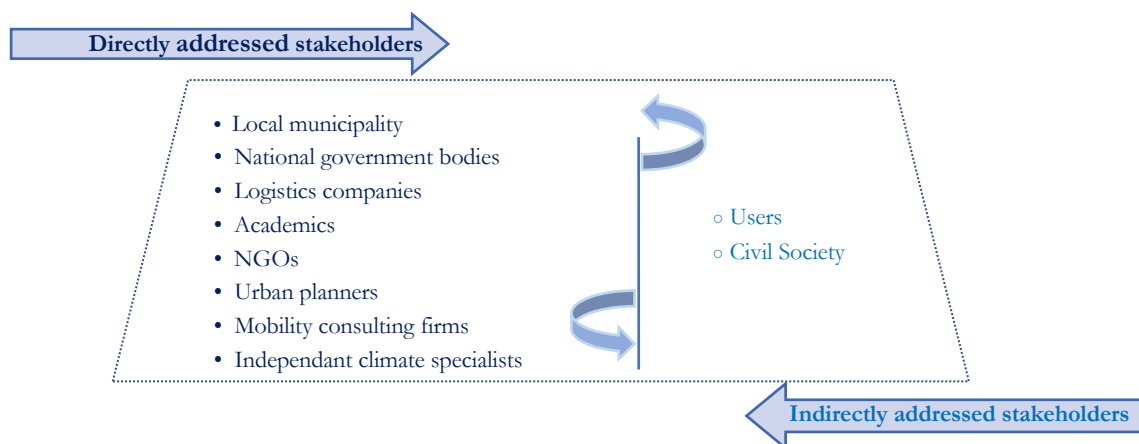 Directly addressed stakeholders
• Local municipality
• National government bodies
• Logistics companies
• Academics
• NGOs
• Urban planners
• Mobility consulting firms
• Independant climate specialists
○ Users
○ Civil Society
Indirectly addressed stakeholders